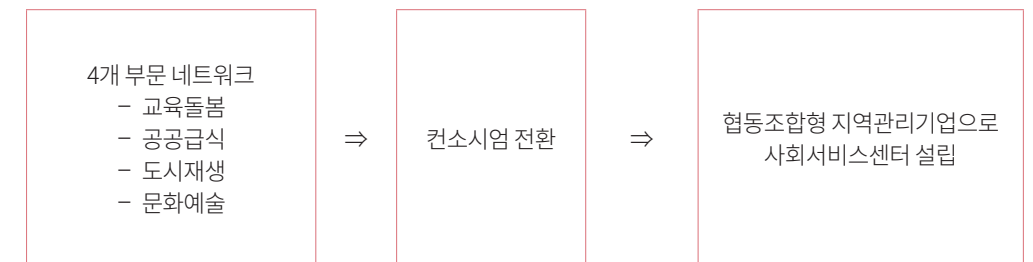 4개 부문 네트워크
– 교육돌봄
– 공공급식
– 도시재생
– 문화예술
⇒
컨소시엄 전환
⇒
협동조합형 지역관리기업으로
사회서비스센터 설립